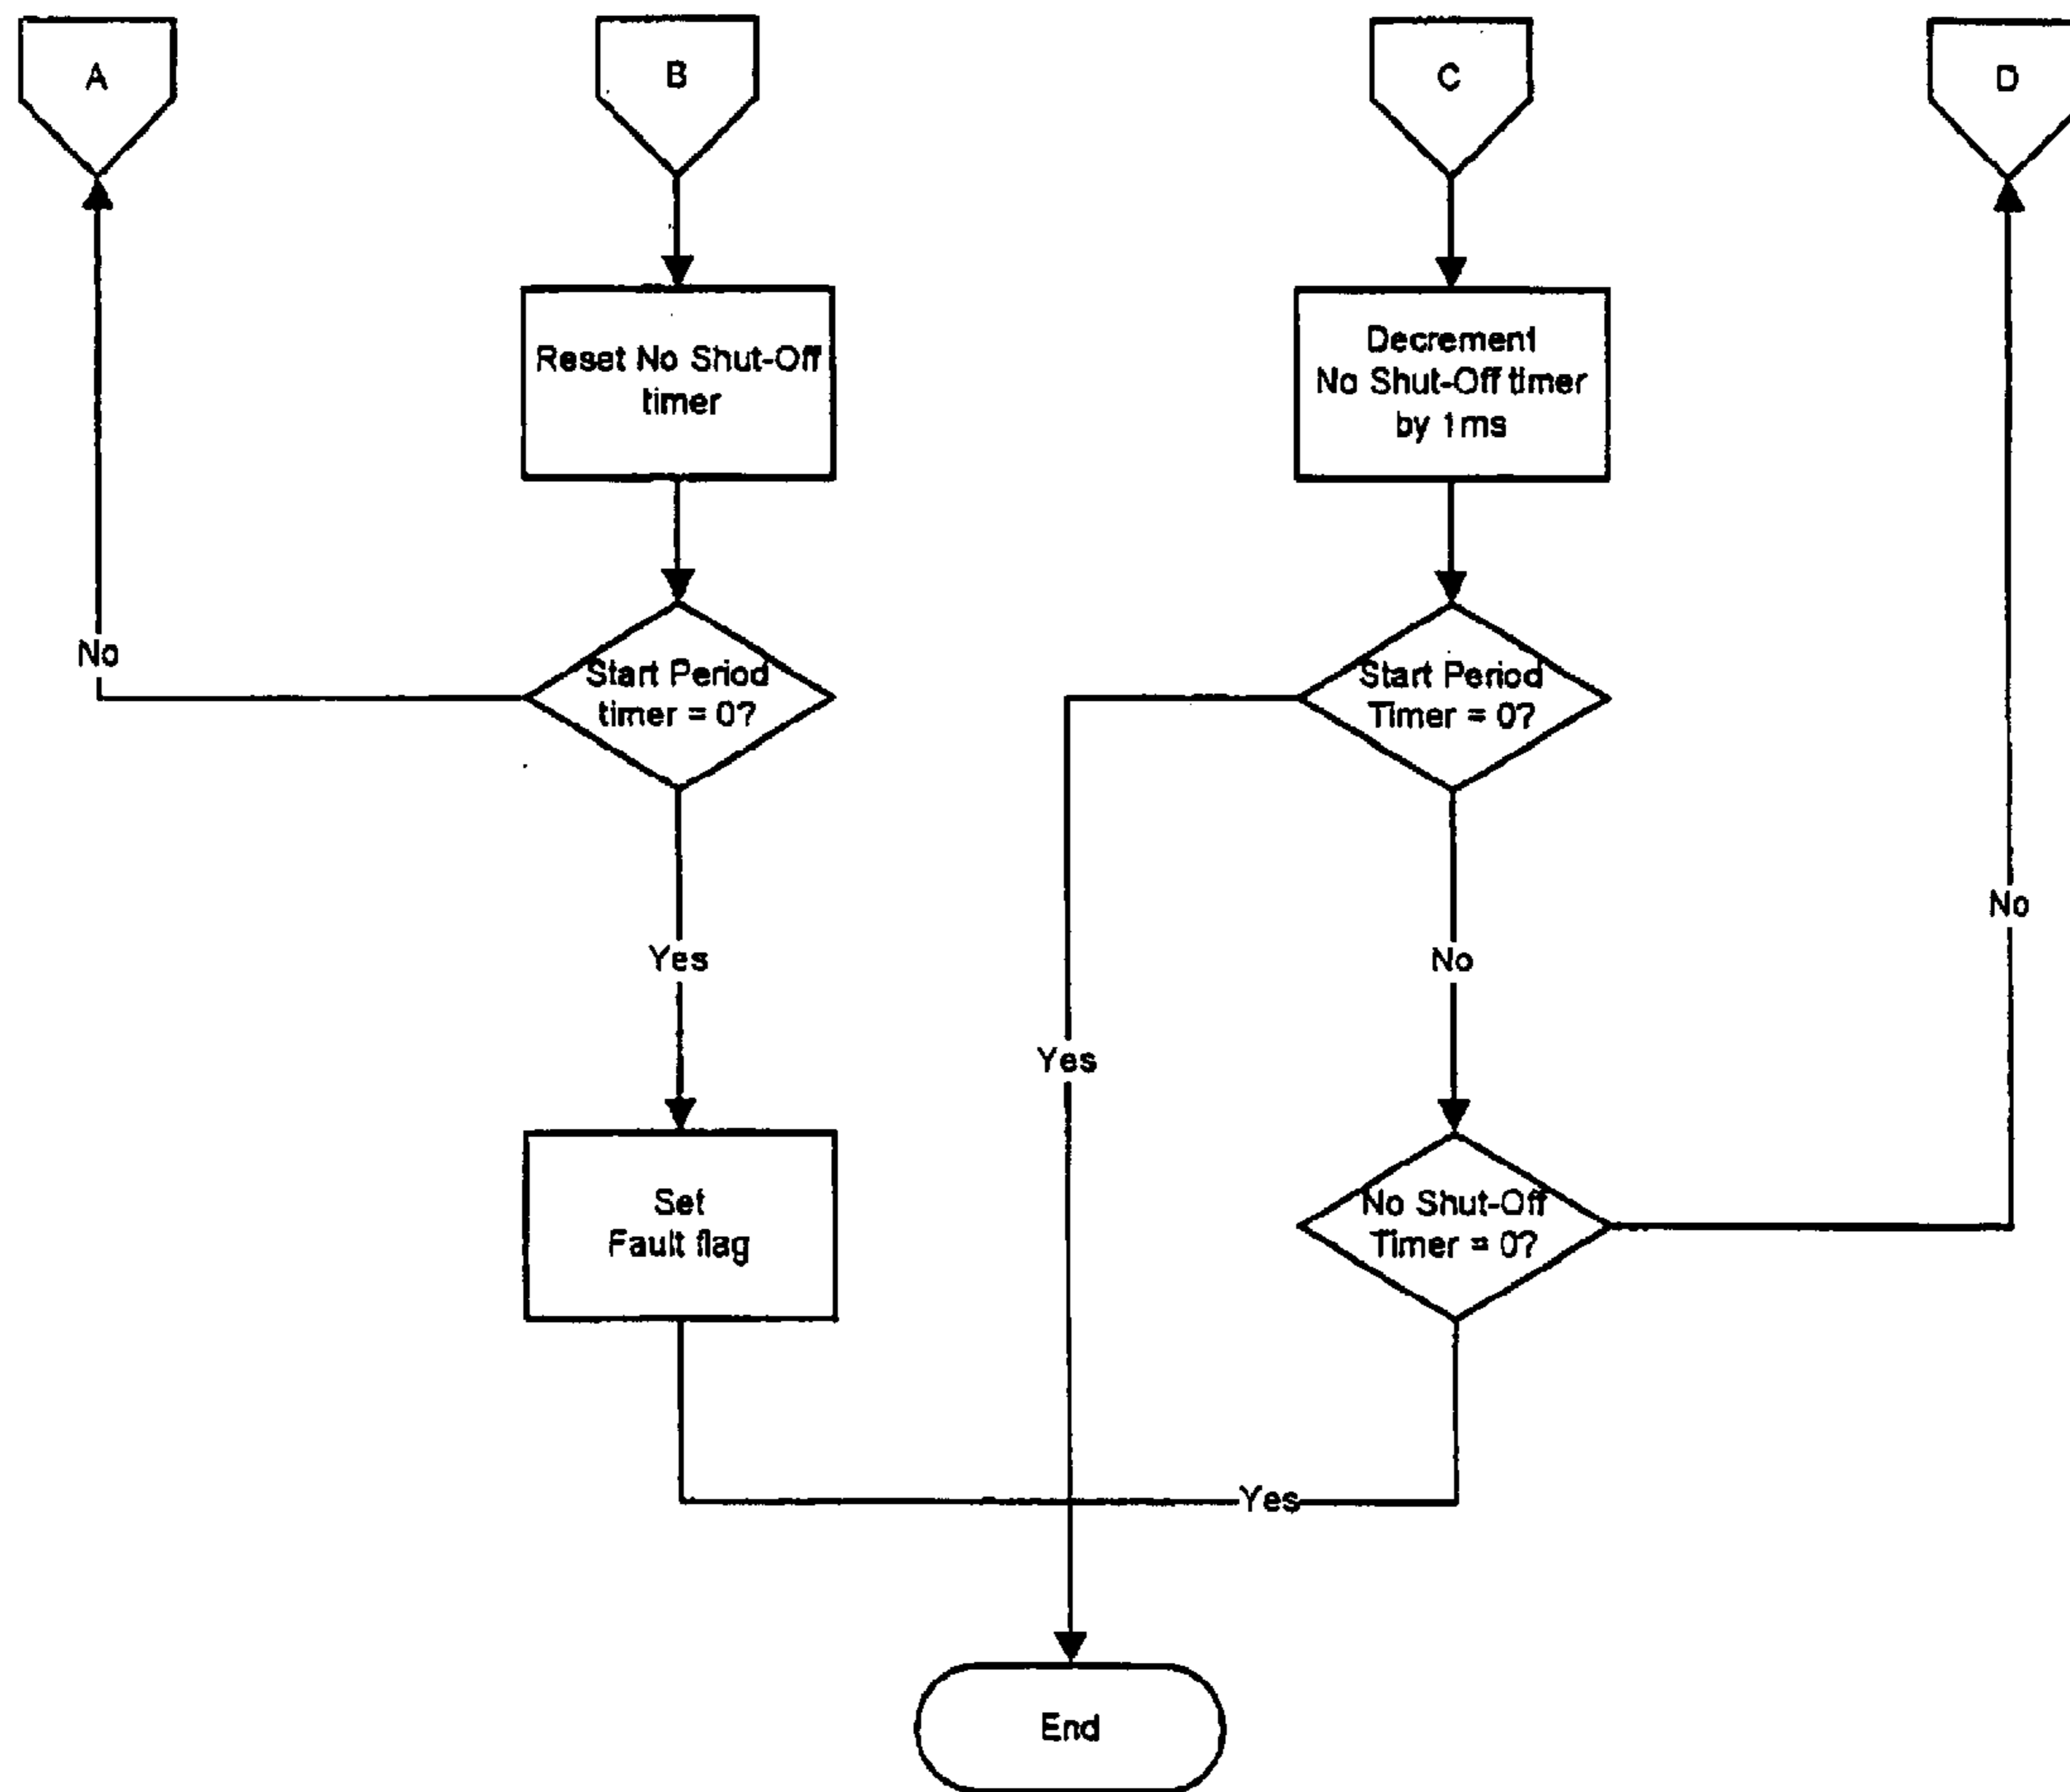 A
B
C
D
Reset No Shut-Off
timer
Decrement
No Shut-Off timer
by 1ms
No
Start Period
timer = 0?
Start Period
Timer = 0?
No
Yes
No
Yes
Set
Fault flag
No Shut-Off
Timer = 0?
Yes
End